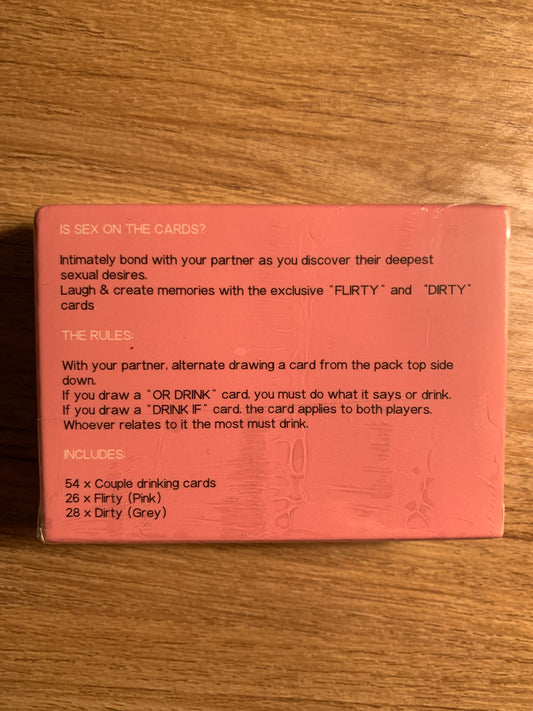 IS SEX ON THE CARDS?
Intimately bond with your partner as you discover their deepest
sexual desires.
Laugh & create memories with the exclusive "FLIRTY" and "DIRTY"
cards
THE RULES:
With your partner, alternate drawing a card from the pack top side
down.
If you draw a "OR DRINK" card, you must do what it says or drink.
If you draw a "DRINK IF" card, the card applies to both players.
Whoever relates to it the most must drink.
INCLUDES:
54 x Couple drinking cards
26 x Flirty (Pink)
28 x Dirty (Grey)